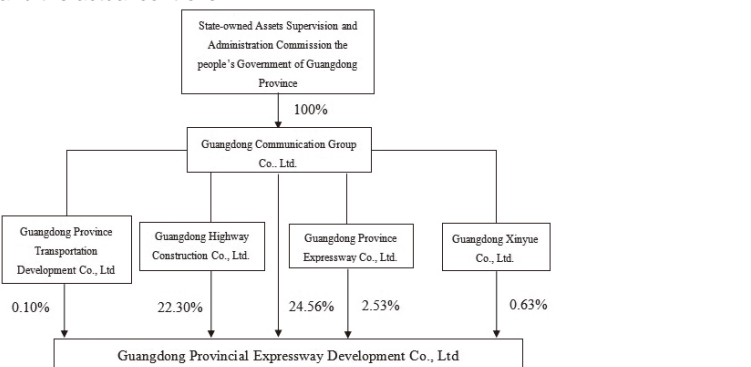 State-owned Assets Supervision and
Administration Commission the
people's Government of Guangdong
Province
100%
Guangdong Communication Group
Co.. Ltd.
Guangdong Province
Transportation
Development Co., Ltd
Guangdong Highway
Construction Co., Ltd.
Guangdong Province
Expressway Co., Ltd.
Guangdong Xinyue
Co., Ltd.
0.10%
22.30%
24.56%
2.53%
0.63%
Guangdong Provincial Expressway Development Co., Ltd